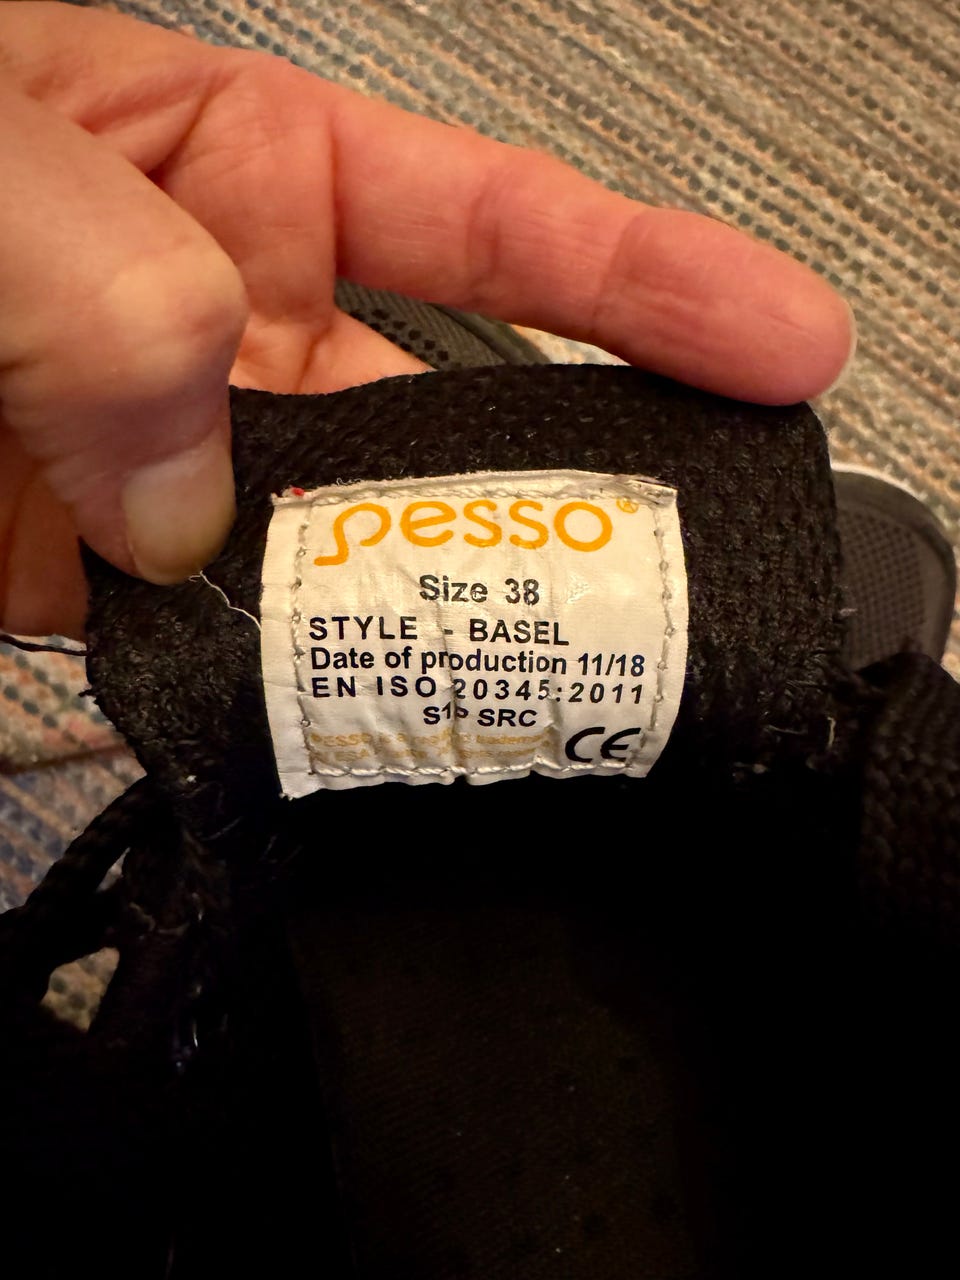 pesso®
Size 38
STYLE - BASEL
Date of production 11/18
EN ISO 20345:2011
S1P SRC
CE